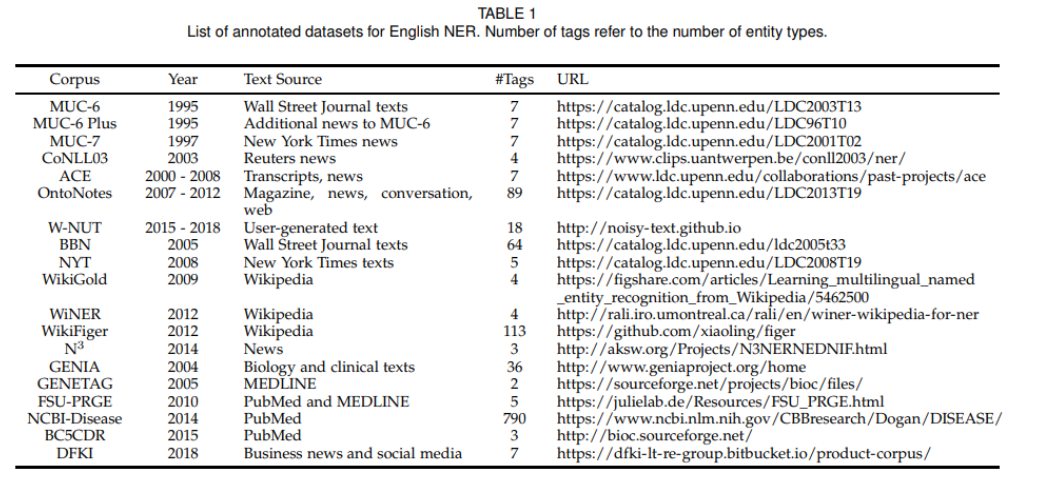 TABLE 1
List of annotated datasets for English NER. Number of tags refer to the number of entity types.
Corpus Year Text Source #Tags URL
MUC-6 1995 Wall Street Journal texts 7 https://catalog.ldc.upenn.edu/LDC2003T13
MUC-6 Plus 1995 Additional news to MUC-6 7 https://catalog.ldc.upenn.edu/LDC96T10
MUC-7 1997 New York Times news 7 https://catalog.ldc.upenn.edu/LDC2001T02
CoNLL03 2003 Reuters news 4 https://www.clips.uantwerpen.be/conll2003/ner/
ACE 2000 - 2008 Transcripts, news 7 https://www.ldc.upenn.edu/collaborations/past-projects/ace
OntoNotes 2007 - 2012 Magazine, news, conversation, 89 https://catalog.ldc.upenn.edu/LDC2013T19
web
W-NUT 2015 - 2018 User-generated text 18 http://noisy-text.github.io
BBN 2005 Wall Street Journal texts 64 https://catalog.ldc.upenn.edu/ldc2005t33
NYT 2008 New York Times texts 5 https://catalog.ldc.upenn.edu/LDC2008T19
WikiGold 2009 Wikipedia 4 https://figshare.com/articles/Learning_multilingual_named
_entity_recognition_from_Wikipedia/5462500
WiNER 2012 Wikipedia 4 http://rali.iro.umontreal.ca/rali/en/winer-wikipedia-for-ner
WikiFiger 2012 Wikipedia 113 https://github.com/xiaoling/figer
N³ 2014 News 3 http://aksw.org/Projects/N3NERNEDNIF.html
GENIA 2004 Biology and clinical texts 36 http://www.geniaproject.org/home
GENETAG 2005 MEDLINE 2 https://sourceforge.net/projects/bioc/files/
FSU-PRGE 2010 PubMed and MEDLINE 5 https://julielab.de/Resources/FSU_PRGE.html
NCBI-Disease 2014 PubMed 790 https://www.ncbi.nlm.nih.gov/CBBresearch/Dogan/DISEASE/
BC5CDR 2015 PubMed 3 http://bioc.sourceforge.net/
DFKI 2018 Business news and social media 7 https://dfki-lt-re-group.bitbucket.io/product-corpus/